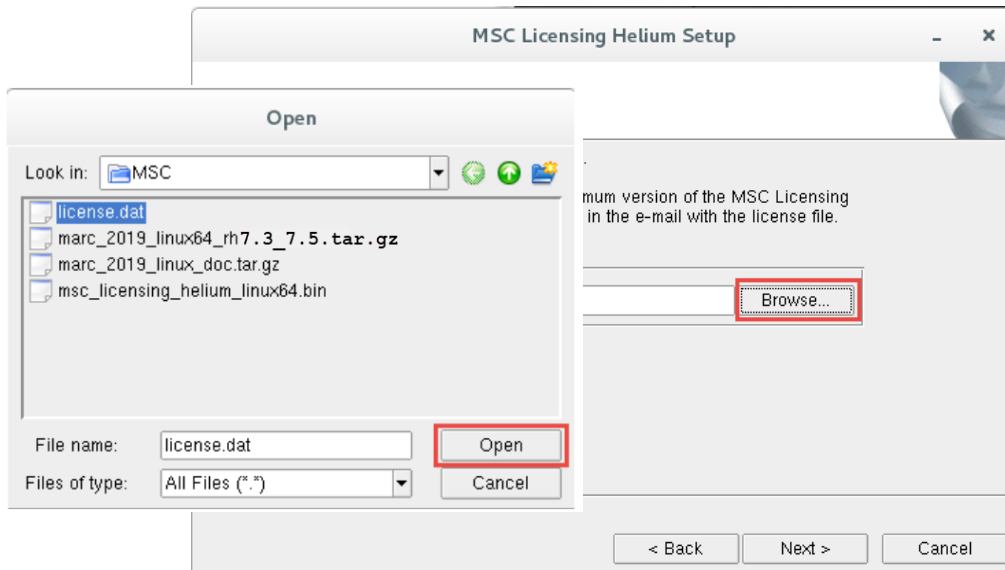 MSC Licensing Helium Setup
Open
Look in: MSC
license.dat
marc_2019_linux64_rh7.3_7.5.tar.gz
marc_2019_linux_doc.tar.gz
msc_licensing_helium_linux64.bin
File name: license.dat Open
Files of type: All Files (*.*) Cancel
mum version of the MSC Licensing
in the e-mail with the license file.
Browse...
< Back Next > Cancel